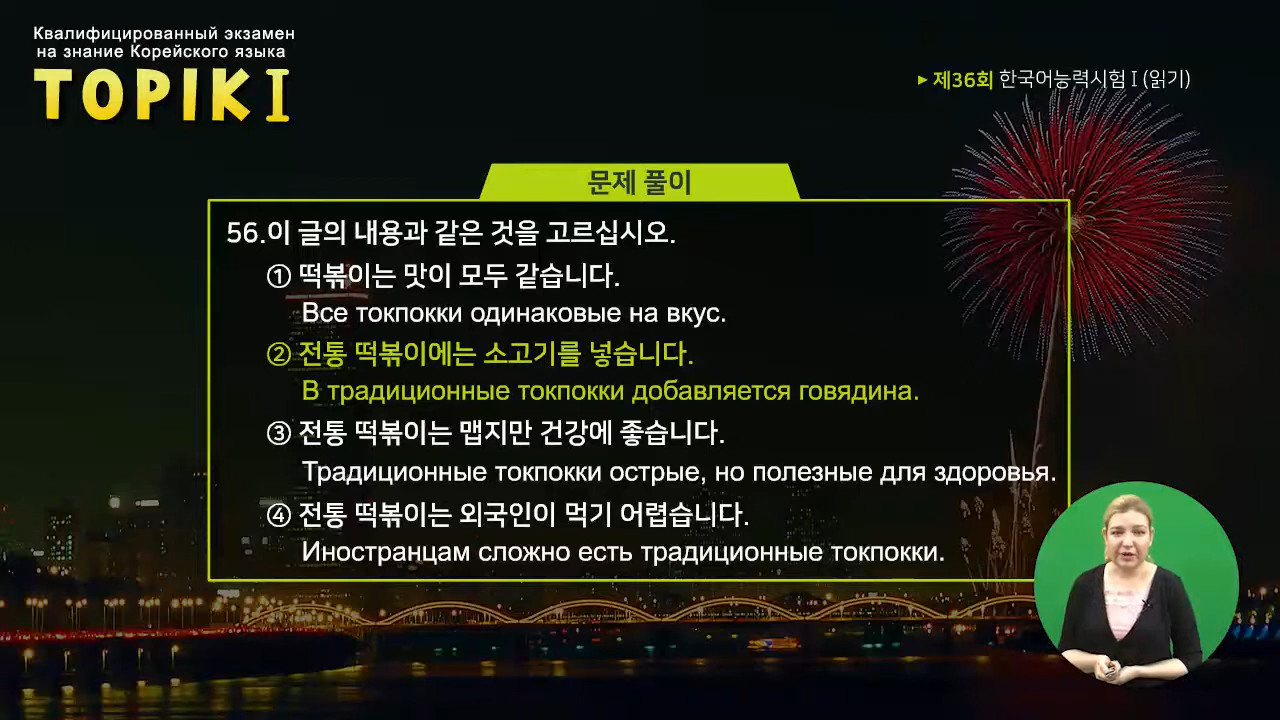 Квалифицированный экзамен
на знание Корейского языка
TOPIK I
▶ 제36회 한국어능력시험 I (읽기)
문제 풀이
56.이 글의 내용과 같은 것을 고르십시오.
① 떡볶이는 맛이 모두 같습니다.
Все токпокки одинаковые на вкус.
② 전통 떡볶이에는 소고기를 넣습니다.
В традиционные токпокки добавляется говядина.
③ 전통 떡볶이는 맵지만 건강에 좋습니다.
Традиционные токпокки острые, но полезные для здоровья.
④ 전통 떡볶이는 외국인이 먹기 어렵습니다.
Иностранцам сложно есть традиционные токпокки.